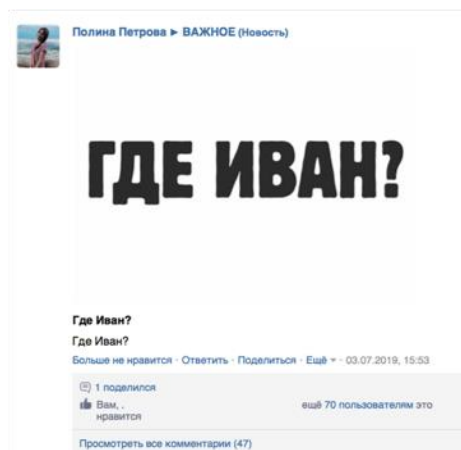 Полина Петрова ► ВАЖНОЕ (Новость)
ГДЕ ИВАН?
Где Иван?
Где Иван?
Больше не нравится · Ответить · Поделиться · Ещё ▾ · 03.07.2019, 15:53
1 поделился
Вам, . ещё 70 пользователям это
нравится
Просмотреть все комментарии (47)